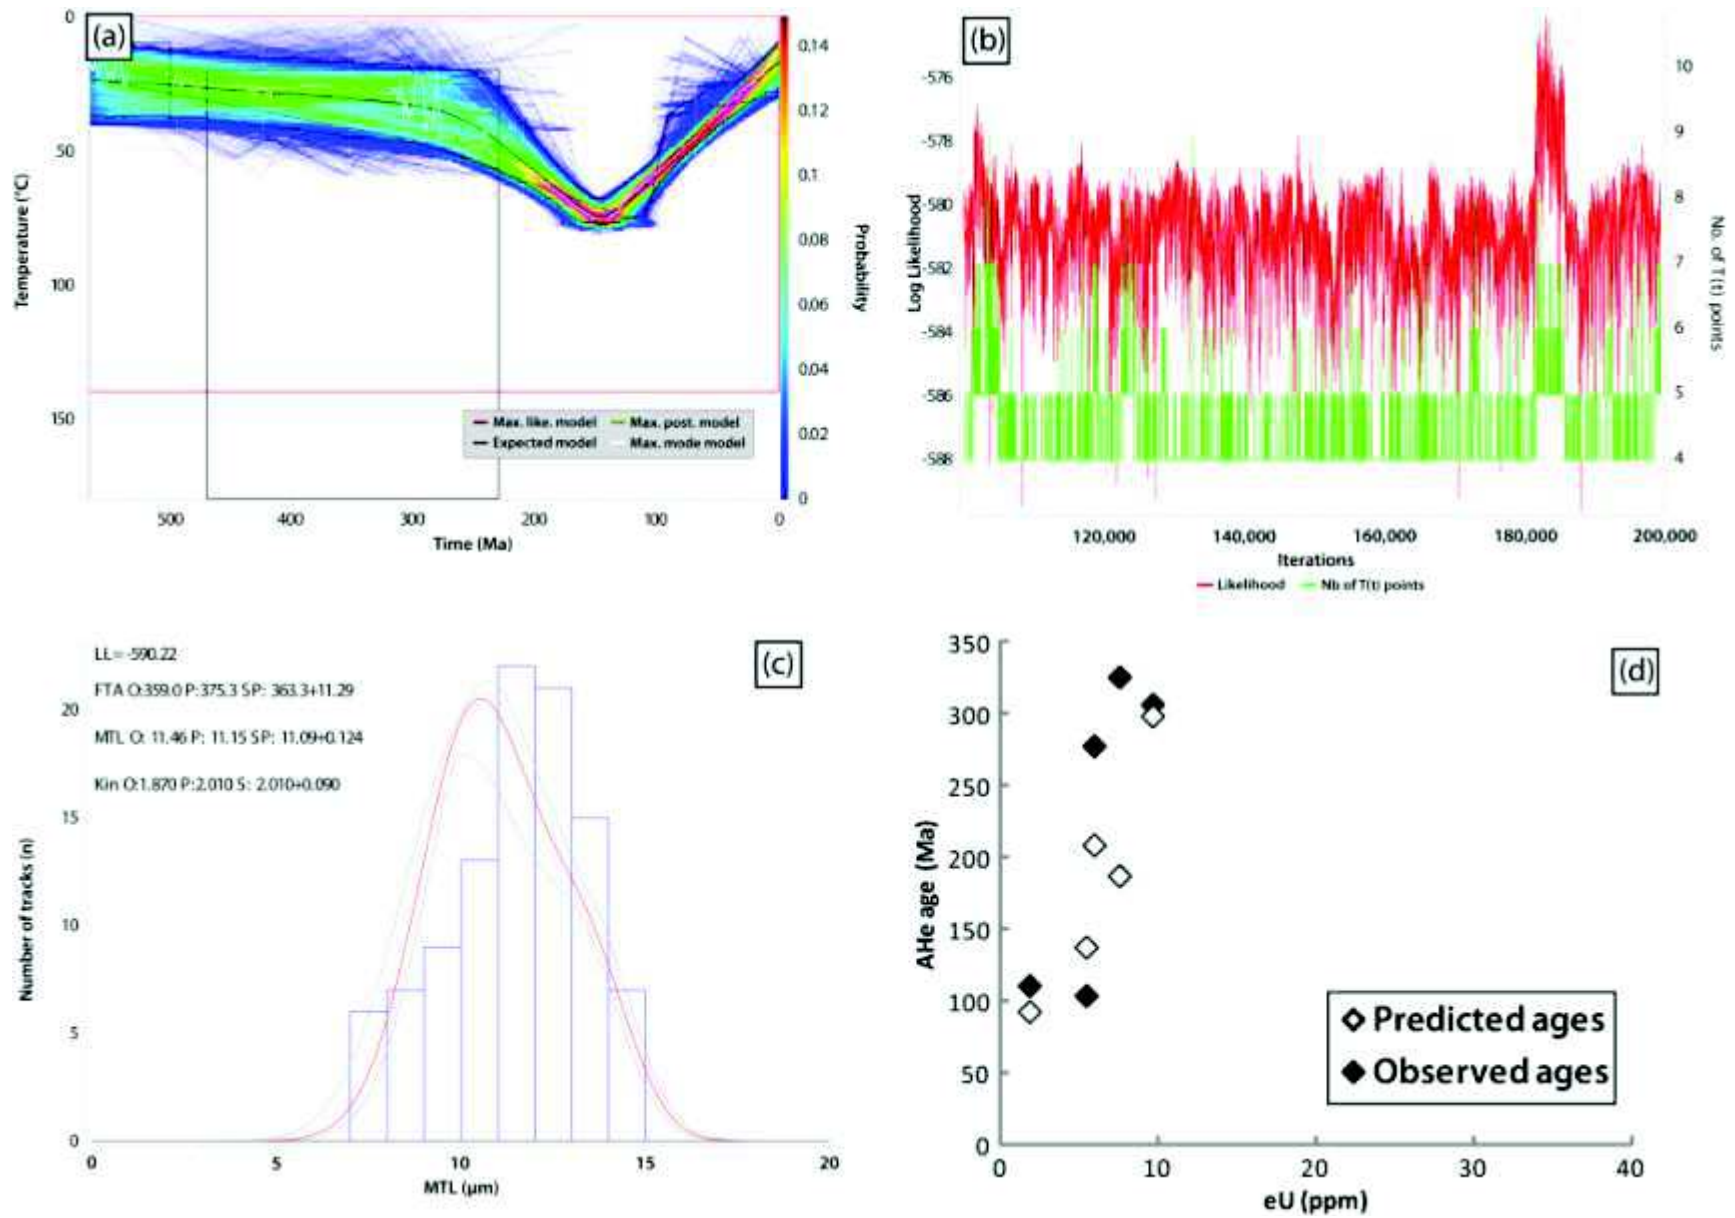 (a)
0
50
100
150
Temperature (°C)
500 400 300 200 100 0
Time (Ma)
0.14
0.12
0.1
0.08
0.06
0.04
0.02
0
Probability
Max. like. model Max. post. model
Expected model Max. mode model
(b)
-576
-578
-580
-582
-584
-586
-588
Log Likelihood
10
9
8
7
6
5
4
No. of T(t) points
120,000 140,000 160,000 180,000 200,000
Iterations
Likelihood Nb of T(t) points
(c)
LL= -590.22
FTA O:359.0 P:375.3 SP: 363.3+11.29
MTL O: 11.46 P: 11.15 SP: 11.09+0.124
Kin O:1.870 P:2.010 S: 2.010+0.090
20
15
10
5
0
Number of tracks (n)
0 5 10 15 20
MTL (µm)
(d)
350
300
250
200
150
100
50
0
AHe age (Ma)
0 10 20 30 40
eU (ppm)
Predicted ages
Observed ages